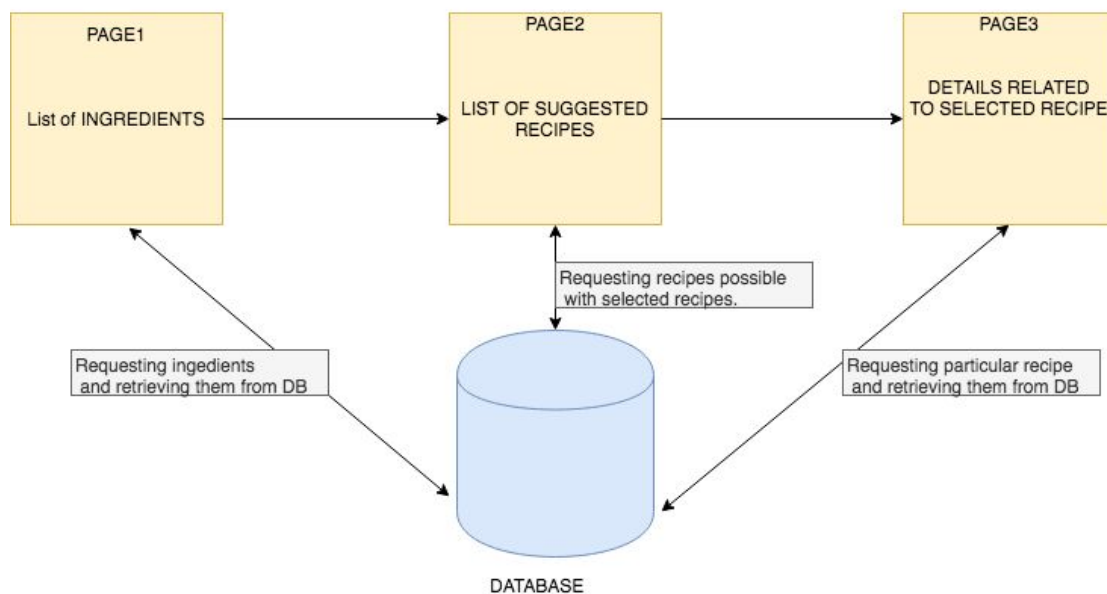 PAGE1
List of INGREDIENTS
PAGE2
LIST OF SUGGESTED
RECIPES
PAGE3
DETAILS RELATED
TO SELECTED RECIPE
Requesting recipes possible
with selected recipes.
Requesting ingedients
and retrieving them from DB
Requesting particular recipe
and retrieving them from DB
DATABASE